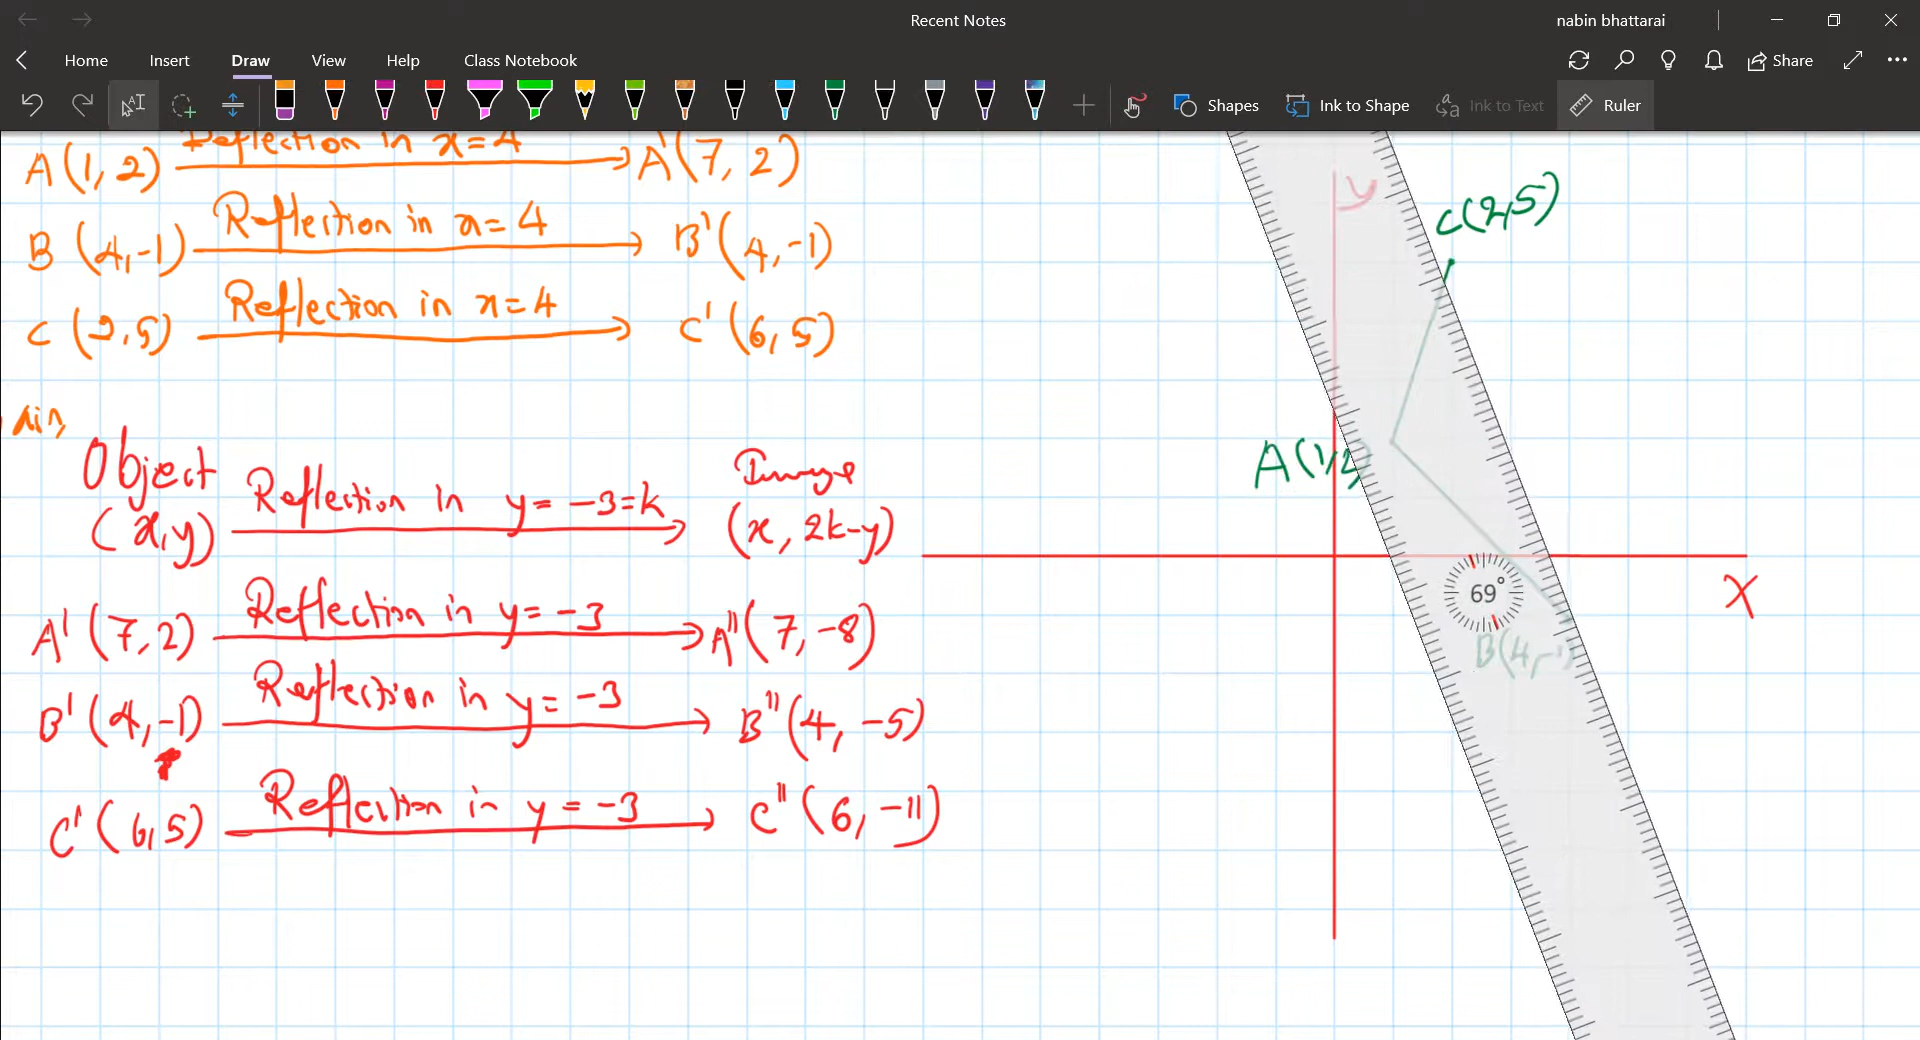 Recent Notes
nabin bhattarai
Home Insert Draw View Help Class Notebook
Share
Shapes Ink to Shape Ink to Text Ruler
Reflection in x=4
A (1, 2) A' (7, 2)
Reflection in x=4
B (4,-1) B' (4, -1)
Reflection in x=4
C (2,5) C' (6, 5)
Object Image
Reflection in y = -3=k
(x,y) (x, 2k-y)
Reflection in y = -3
A' (7,2) A'' (7, -8)
Reflection in y = -3
B' (4,-1) B'' (4, -5)
Reflection in y = -3
C' (6,5) C'' (6, -11)
y
C(2,5)
A(1,2)
X
69°
B(4,-1)